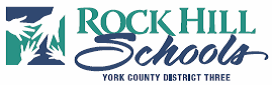 ROCK HILL
Schools
YORK COUNTY DISTRICT THREE